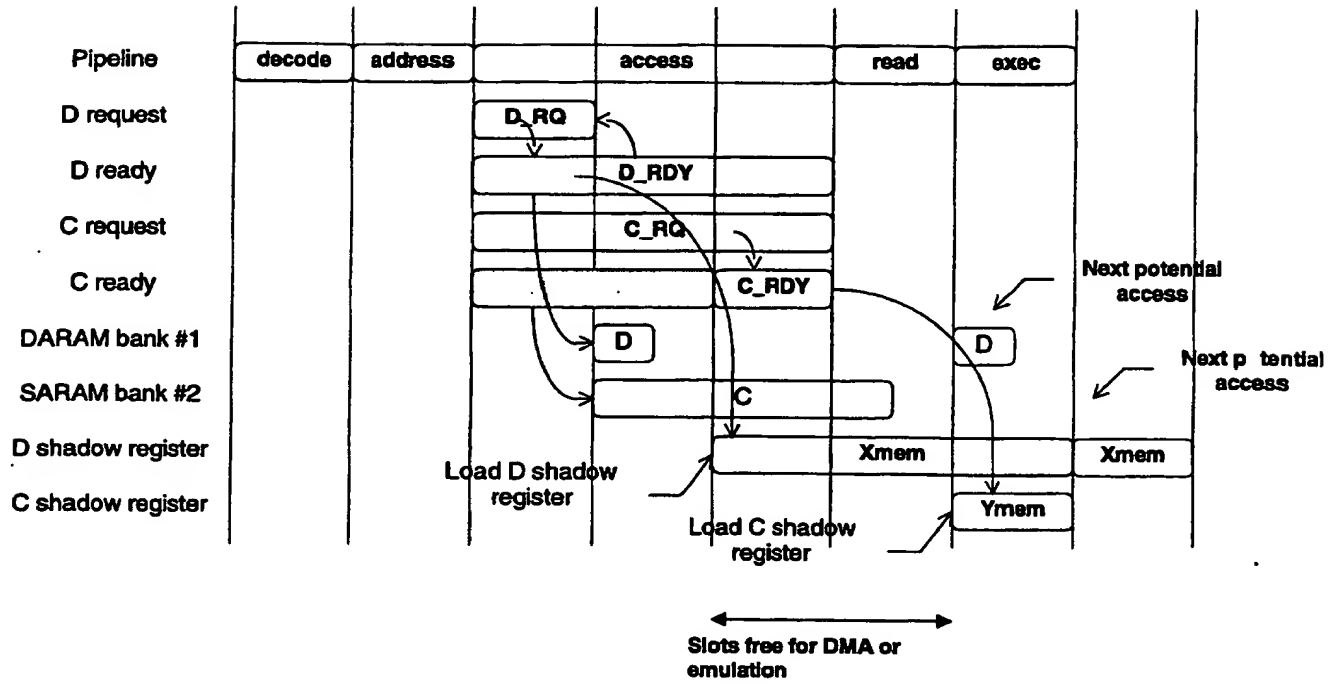 Pipeline decode address access read exec
D request D_RQ
D ready D_RDY
C request C_RQ
C ready C_RDY
Next potential
access
DARAM bank #1 D D
Next p tential
access
SARAM bank #2 C
D shadow register Xmem Xmem
Load D shadow
register
C shadow register Ymem
Load C shadow
register
Slots free for DMA or
emulation